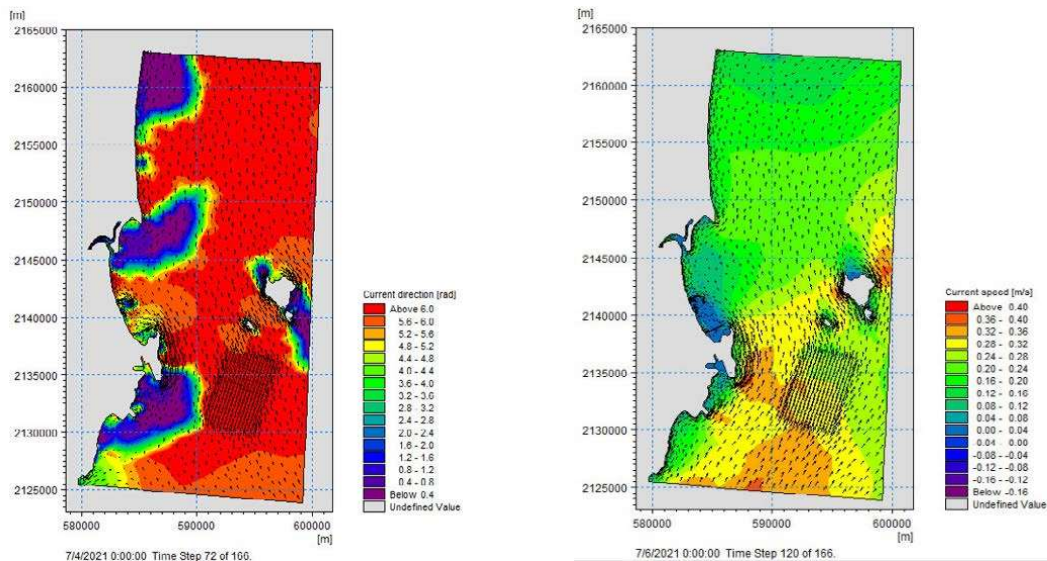 [m]
2165000
2160000
2155000
2150000
2145000
2140000
2135000
2130000
2125000
580000 590000 600000
[m]
7/4/2021 0:00:00 Time Step 72 of 166.
Current direction [rad]
Above 6.0
5.6 - 6.0
5.2 - 5.6
4.8 - 5.2
4.4 - 4.8
4.0 - 4.4
3.6 - 4.0
3.2 - 3.6
2.8 - 3.2
2.4 - 2.8
2.0 - 2.4
1.6 - 2.0
1.2 - 1.6
0.8 - 1.2
0.4 - 0.8
Below 0.4
Undefined Value
[m]
2165000
2160000
2155000
2150000
2145000
2140000
2135000
2130000
2125000
580000 590000 600000
[m]
7/6/2021 0:00:00 Time Step 120 of 166.
Current speed [m/s]
Above 0.40
0.36 - 0.40
0.32 - 0.36
0.28 - 0.32
0.24 - 0.28
0.20 - 0.24
0.16 - 0.20
0.12 - 0.16
0.08 - 0.12
0.04 - 0.08
0.00 - 0.04
-0.04 - 0.00
-0.08 - -0.04
-0.12 - -0.08
-0.16 - -0.12
Below -0.16
Undefined Value